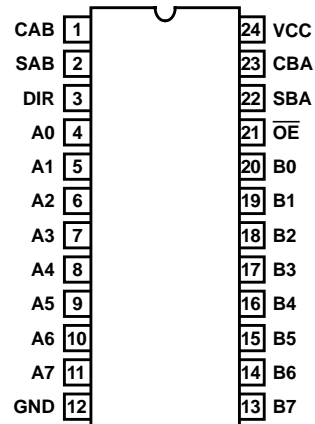 CAB 1 24 VCC
SAB 2 23 CBA
DIR 3 22 SBA
A0 4 21 O̅E̅
A1 5 20 B0
A2 6 19 B1
A3 7 18 B2
A4 8 17 B3
A5 9 16 B4
A6 10 15 B5
A7 11 14 B6
GND 12 13 B7